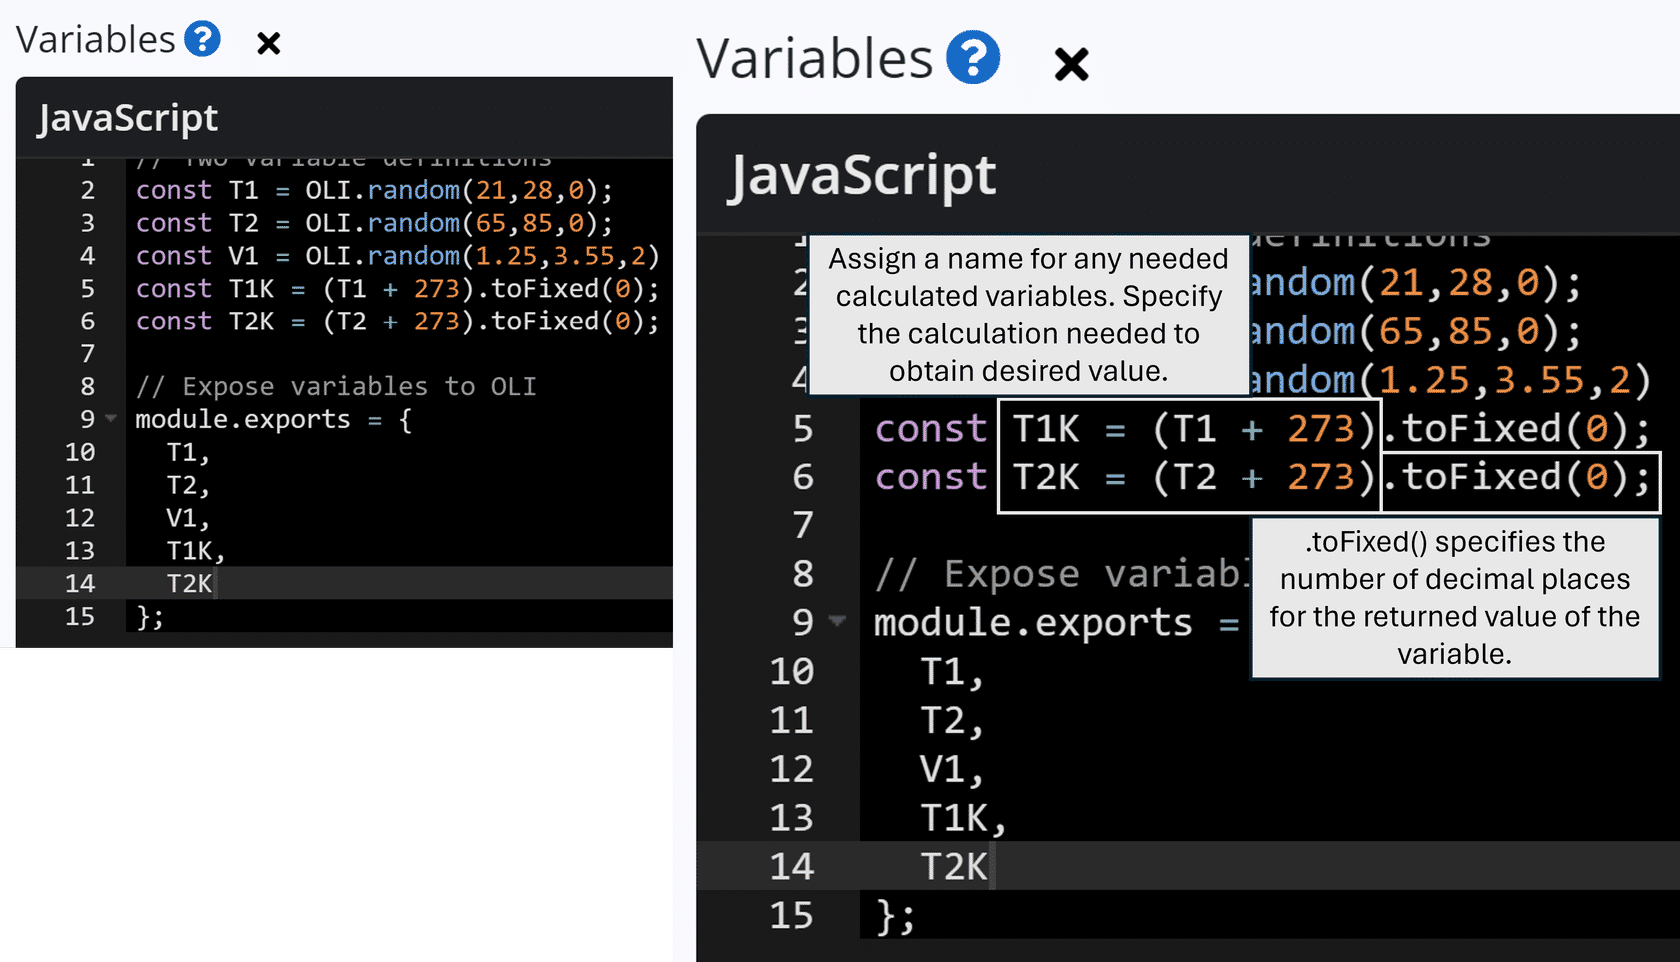 Variables ?
JavaScript
1 // Two variable definitions
2 const T1 = OLI.random(21,28,0);
3 const T2 = OLI.random(65,85,0);
4 const V1 = OLI.random(1.25,3.55,2)
5 const T1K = (T1 + 273).toFixed(0);
6 const T2K = (T2 + 273).toFixed(0);
7
8 // Expose variables to OLI
9 module.exports = {
10 T1,
11 T2,
12 V1,
13 T1K,
14 T2K
15 };
Variables ?
JavaScript
1 definitions
Assign a name for any needed
calculated variables. Specify
the calculation needed to
obtain desired value.
2 andom(21,28,0);
3 andom(65,85,0);
4 andom(1.25,3.55,2)
5 const T1K = (T1 + 273).toFixed(0);
6 const T2K = (T2 + 273).toFixed(0);
7
.toFixed() specifies the
number of decimal places
for the returned value of the
variable.
8 // Expose variabl
9 module.exports =
10 T1,
11 T2,
12 V1,
13 T1K,
14 T2K
15 };